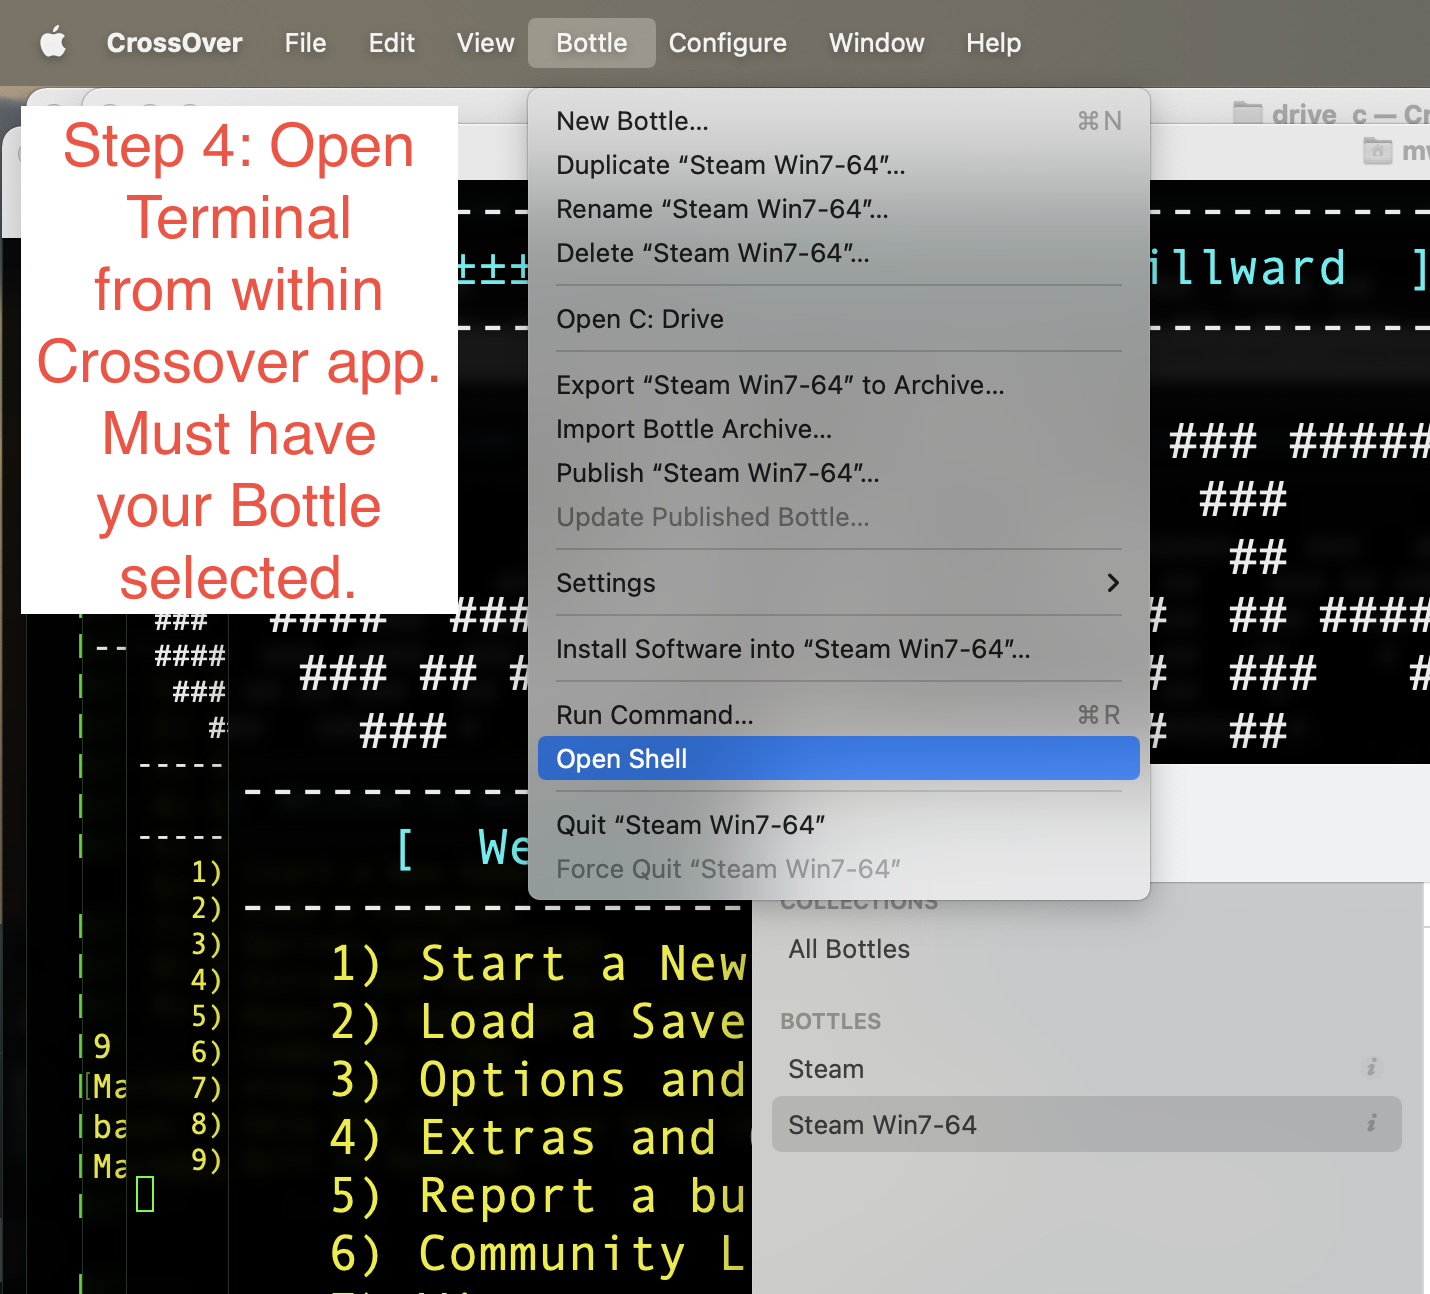 CrossOver File Edit View Bottle Configure Window Help
drive_c — Cr
Step 4: Open
Terminal
from within
Crossover app.
Must have
your Bottle
selected.
New Bottle... ⌘N
Duplicate “Steam Win7-64”...
Rename “Steam Win7-64”...
Delete “Steam Win7-64”...
Open C: Drive
Export “Steam Win7-64” to Archive...
Import Bottle Archive...
Publish “Steam Win7-64”...
Update Published Bottle...
Settings
Install Software into “Steam Win7-64”...
Run Command... ⌘R
Open Shell
Quit “Steam Win7-64”
Force Quit “Steam Win7-64”
illward ]
[ We
1) Start a New
2) Load a Save
3) Options and
4) Extras and
5) Report a bu
6) Community L
1)
2)
3)
4)
5)
6)
7)
8)
9)
9
Ma
ba
Ma
COLLECTIONS
All Bottles
BOTTLES
Steam
Steam Win7-64